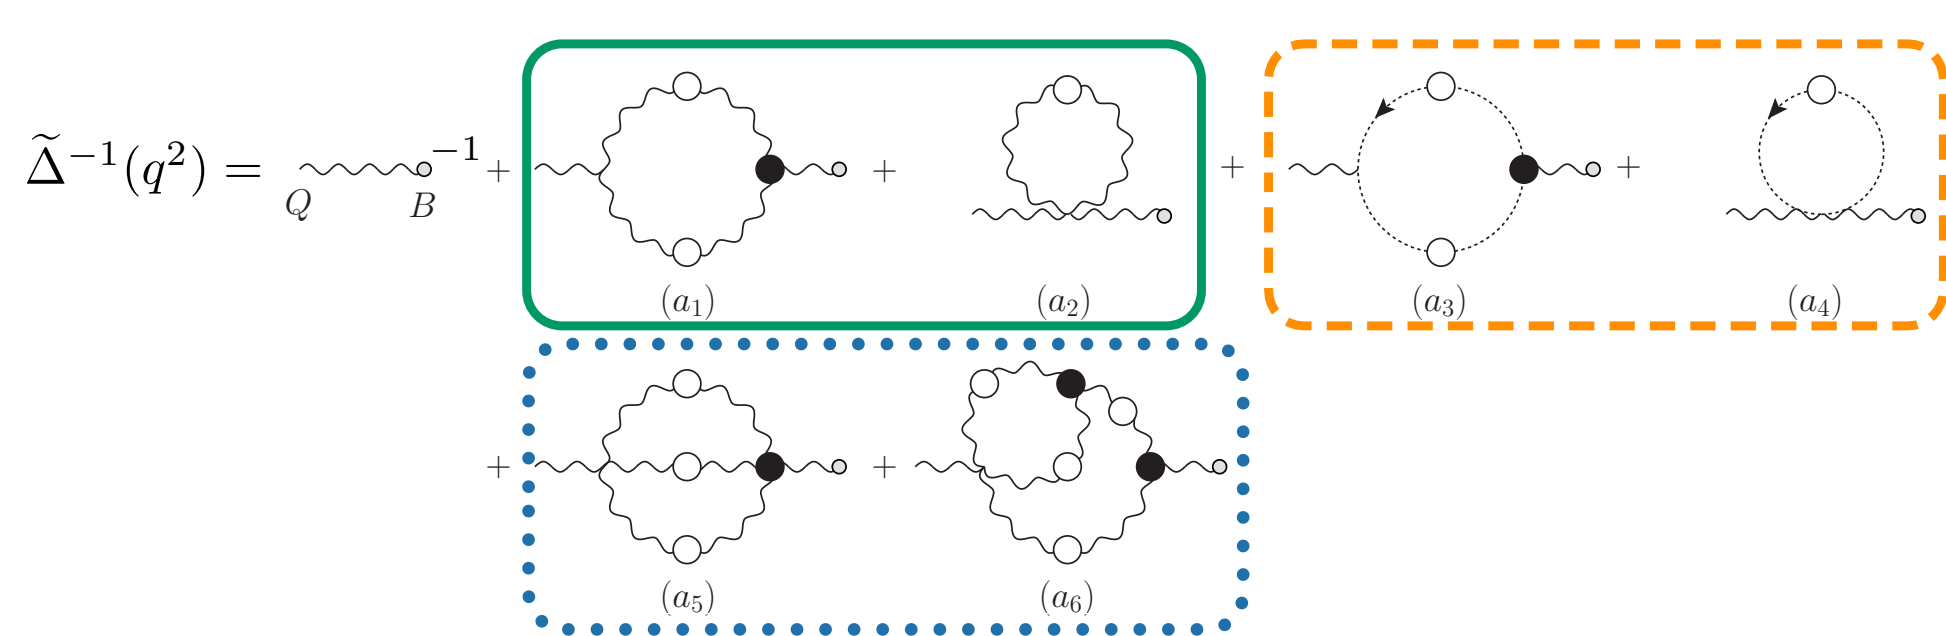 Δ̃⁻¹(q²) = Q B ⁻¹ + + + +
(a₁) (a₂) (a₃) (a₄)
+ +
(a₅) (a₆)